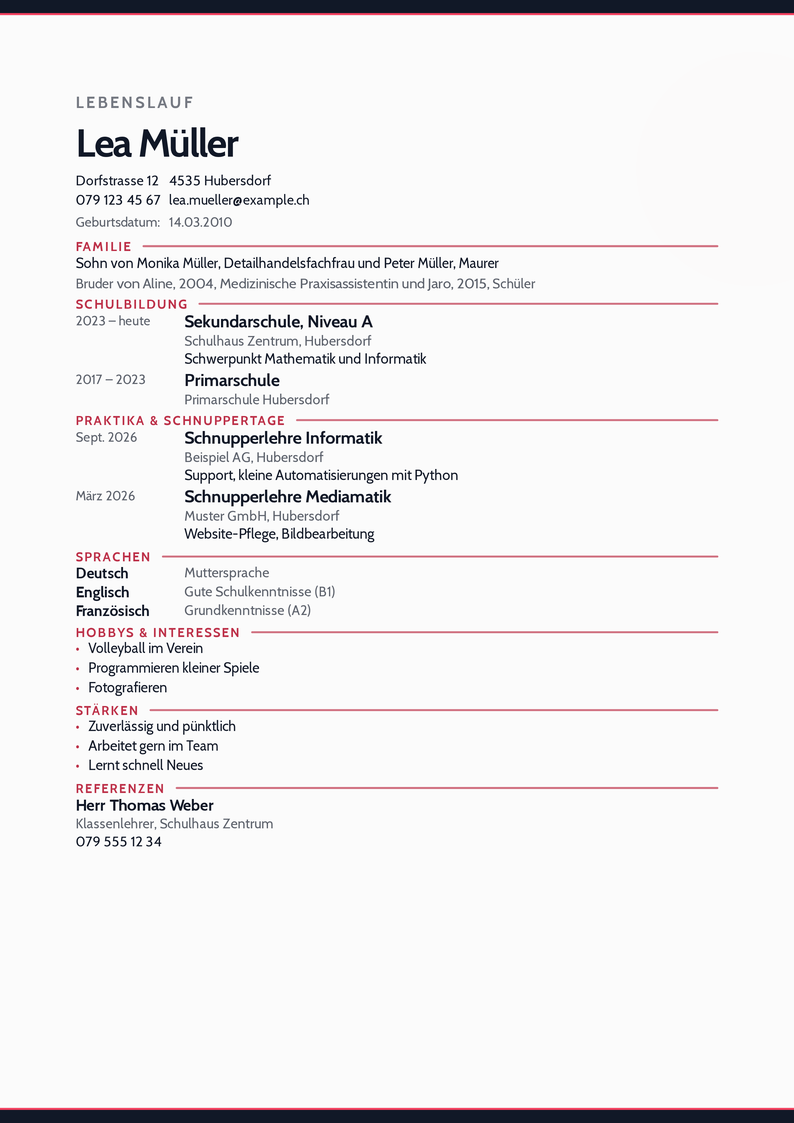 LEBENSLAUF
Lea Müller
Dorfstrasse 12 4535 Hubersdorf
079 123 45 67 lea.mueller@example.ch
Geburtsdatum: 14.03.2010
FAMILIE
Sohn von Monika Müller, Detailhandelsfachfrau und Peter Müller, Maurer
Bruder von Aline, 2004, Medizinische Praxisassistentin und Jaro, 2015, Schüler
SCHULBILDUNG
2023 – heute Sekundarschule, Niveau A
Schulhaus Zentrum, Hubersdorf
Schwerpunkt Mathematik und Informatik
2017 – 2023 Primarschule
Primarschule Hubersdorf
PRAKTIKA & SCHNUPPERTAGE
Sept. 2026 Schnupperlehre Informatik
Beispiel AG, Hubersdorf
Support, kleine Automatisierungen mit Python
März 2026 Schnupperlehre Mediamatik
Muster GmbH, Hubersdorf
Website-Pflege, Bildbearbeitung
SPRACHEN
Deutsch Muttersprache
Englisch Gute Schulkenntnisse (B1)
Französisch Grundkenntnisse (A2)
HOBBYS & INTERESSEN
• Volleyball im Verein
• Programmieren kleiner Spiele
• Fotografieren
STÄRKEN
• Zuverlässig und pünktlich
• Arbeitet gern im Team
• Lernt schnell Neues
REFERENZEN
Herr Thomas Weber
Klassenlehrer, Schulhaus Zentrum
079 555 12 34